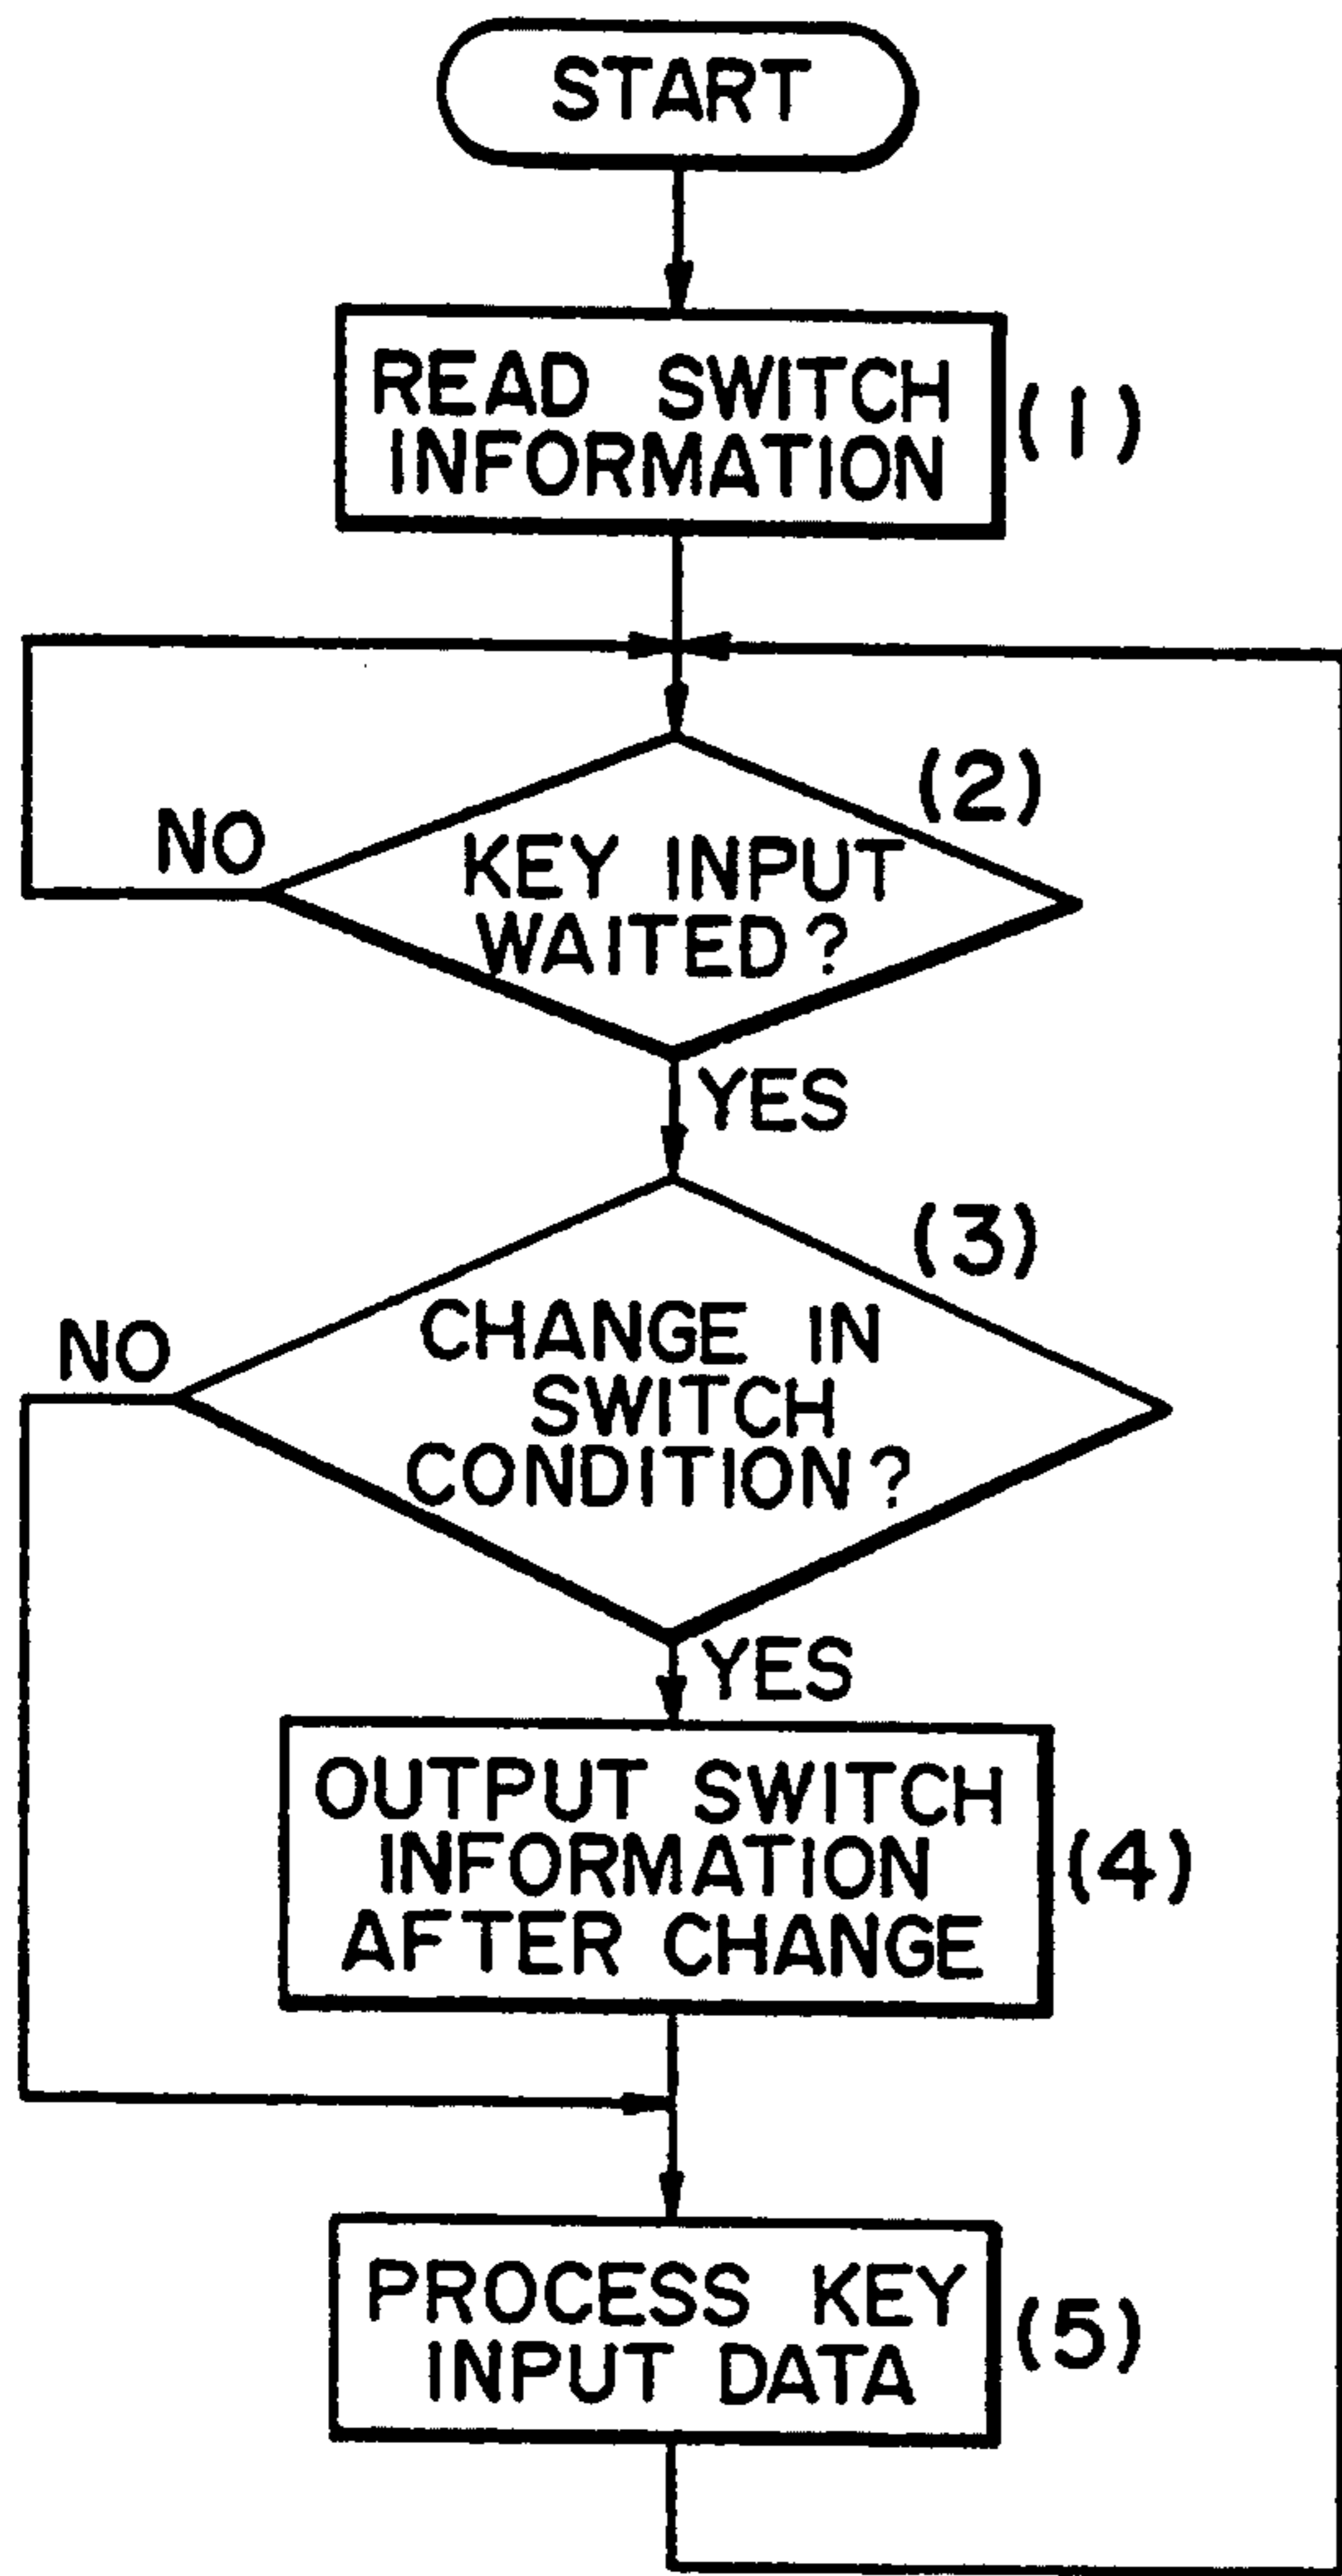 START
READ SWITCH
INFORMATION
(1)
(2)
NO
KEY INPUT
WAITED?
YES
(3)
NO
CHANGE IN
SWITCH
CONDITION?
YES
OUTPUT SWITCH
INFORMATION
AFTER CHANGE
(4)
PROCESS KEY
INPUT DATA
(5)